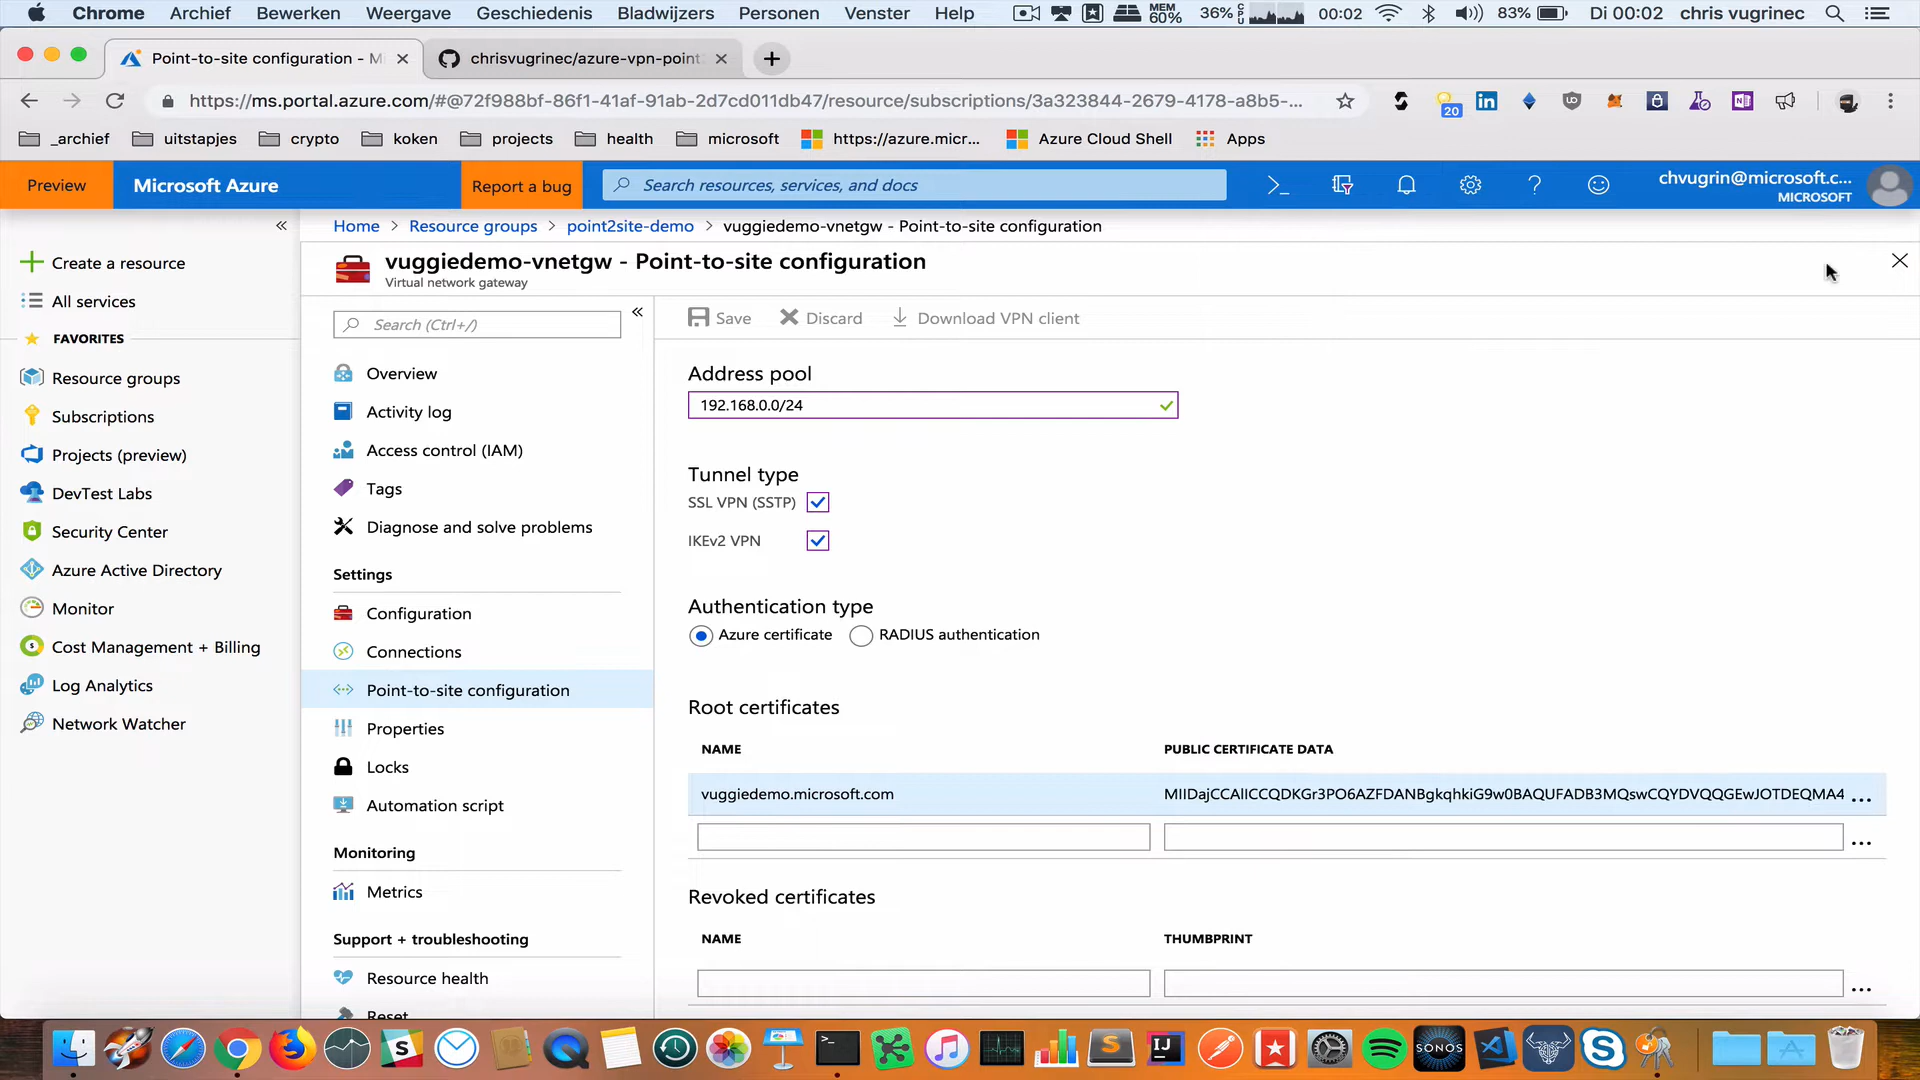 Chrome Archief Bewerken Weergave Geschiedenis Bladwijzers Personen Venster Help MEM 60% 36% CPU 00:02 83% Di 00:02 chris vugrinec
Point-to-site configuration - M
chrisvugrinec/azure-vpn-point
https://ms.portal.azure.com/#@72f988bf-86f1-41af-91ab-2d7cd011db47/resource/subscriptions/3a323844-2679-4178-a8b5-...
20
_archief uitstapjes crypto koken projects health microsoft https://azure.micr... Azure Cloud Shell Apps
Preview
Microsoft Azure
Report a bug
Search resources, services, and docs
chvugrin@microsoft.c...
MICROSOFT
Home > Resource groups > point2site-demo > vuggiedemo-vnetgw - Point-to-site configuration
vuggiedemo-vnetgw - Point-to-site configuration
Virtual network gateway
Create a resource
All services
FAVORITES
Resource groups
Subscriptions
Projects (preview)
DevTest Labs
Security Center
Azure Active Directory
Monitor
Cost Management + Billing
Log Analytics
Network Watcher
Search (Ctrl+/)
Overview
Activity log
Access control (IAM)
Tags
Diagnose and solve problems
Settings
Configuration
Connections
Point-to-site configuration
Properties
Locks
Automation script
Monitoring
Metrics
Support + troubleshooting
Resource health
Reset
Save Discard Download VPN client
Address pool
192.168.0.0/24
Tunnel type
SSL VPN (SSTP)
IKEv2 VPN
Authentication type
Azure certificate RADIUS authentication
Root certificates
NAME PUBLIC CERTIFICATE DATA
vuggiedemo.microsoft.com MIIDajCCAlICCQDKGr3PO6AZFDANBgkqhkiG9w0BAQUFADB3MQswCQYDVQQGEwJOTDEQMA4 ...
...
Revoked certificates
NAME THUMBPRINT
...
SONOS